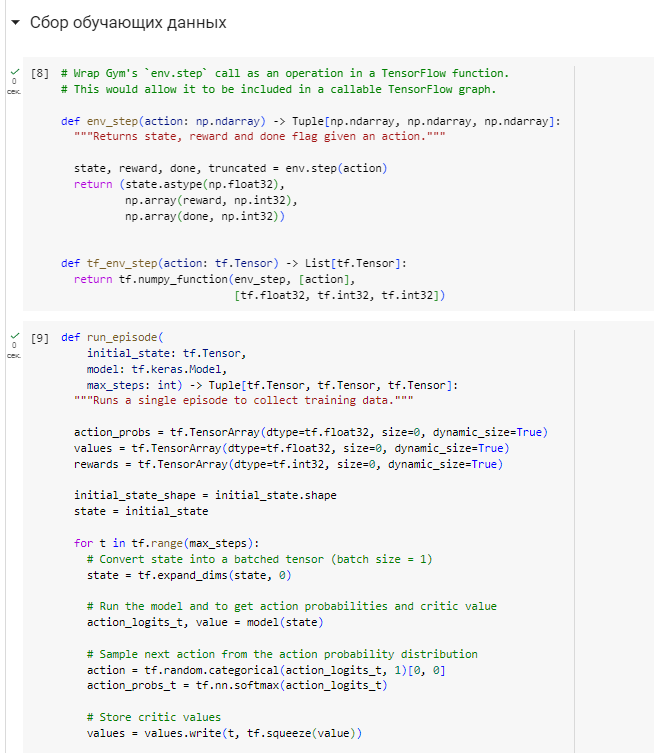 Сбор обучающих данных
[8] # Wrap Gym's `env.step` call as an operation in a TensorFlow function.
0 # This would allow it to be included in a callable TensorFlow graph.
сек.
def env_step(action: np.ndarray) -> Tuple[np.ndarray, np.ndarray, np.ndarray]:
"""Returns state, reward and done flag given an action."""
state, reward, done, truncated = env.step(action)
return (state.astype(np.float32),
np.array(reward, np.int32),
np.array(done, np.int32))
def tf_env_step(action: tf.Tensor) -> List[tf.Tensor]:
return tf.numpy_function(env_step, [action],
[tf.float32, tf.int32, tf.int32])
[9] def run_episode(
0 initial_state: tf.Tensor,
сек. model: tf.keras.Model,
max_steps: int) -> Tuple[tf.Tensor, tf.Tensor, tf.Tensor]:
"""Runs a single episode to collect training data."""
action_probs = tf.TensorArray(dtype=tf.float32, size=0, dynamic_size=True)
values = tf.TensorArray(dtype=tf.float32, size=0, dynamic_size=True)
rewards = tf.TensorArray(dtype=tf.int32, size=0, dynamic_size=True)
initial_state_shape = initial_state.shape
state = initial_state
for t in tf.range(max_steps):
# Convert state into a batched tensor (batch size = 1)
state = tf.expand_dims(state, 0)
# Run the model and to get action probabilities and critic value
action_logits_t, value = model(state)
# Sample next action from the action probability distribution
action = tf.random.categorical(action_logits_t, 1)[0, 0]
action_probs_t = tf.nn.softmax(action_logits_t)
# Store critic values
values = values.write(t, tf.squeeze(value))